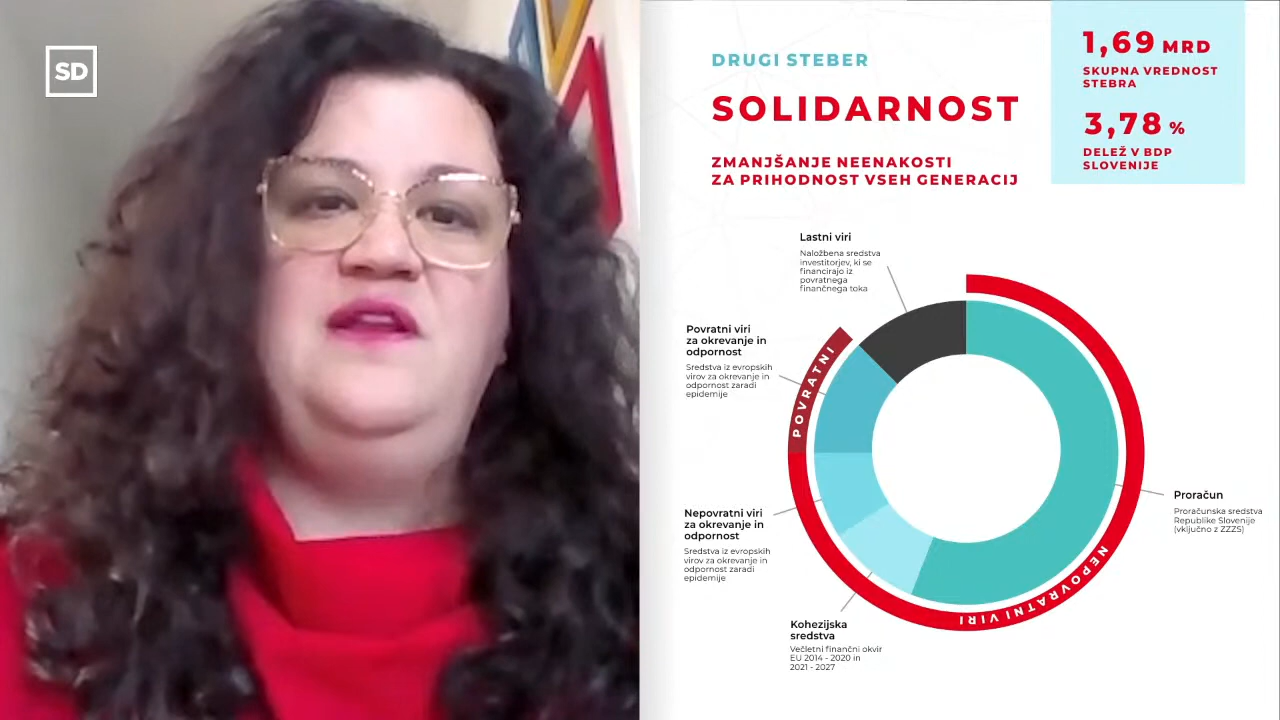 SD
DRUGI STEBER
SOLIDARNOST
ZMANJŠANJE NEENAKOSTI
ZA PRIHODNOST VSEH GENERACIJ
1,69 MRD
SKUPNA VREDNOST
STEBRA
3,78 %
DELEŽ V BDP
SLOVENIJE
Lastni viri
Naložbena sredstva
investitorjev, ki se
financirajo iz
povratnega
finančnega toka
Povratni viri
za okrevanje in
odpornost
Sredstva iz evropskih
virov za okrevanje in
odpornost zaradi
epidemije
POVRATNI
Nepovratni viri
za okrevanje in
odpornost
Sredstva iz evropskih
virov za okrevanje in
odpornost zaradi
epidemije
Proračun
Proračunska sredstva
Republike Slovenije
(vključno z ZZZS)
NEPOVRATNI VIRI
Kohezijska
sredstva
Večletni finančni okvir
EU 2014 - 2020 in
2021 - 2027